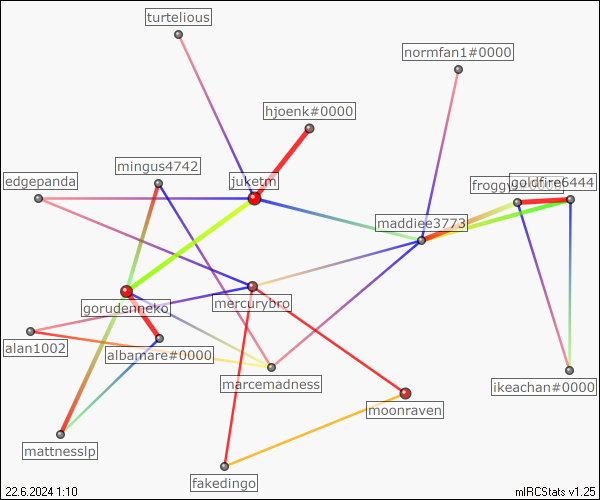 turtelious
normfan1#0000
hjoenk#0000
mingus4742
edgepanda
juketm
goldfire6444
maddiee3773
gorudenneko
mercurybro
alan1002
albamare#0000
marcemadness
ikeachan#0000
moonraven
mattnesslp
fakedingo
22.6.2024 1:10
mIRCStats v1.25